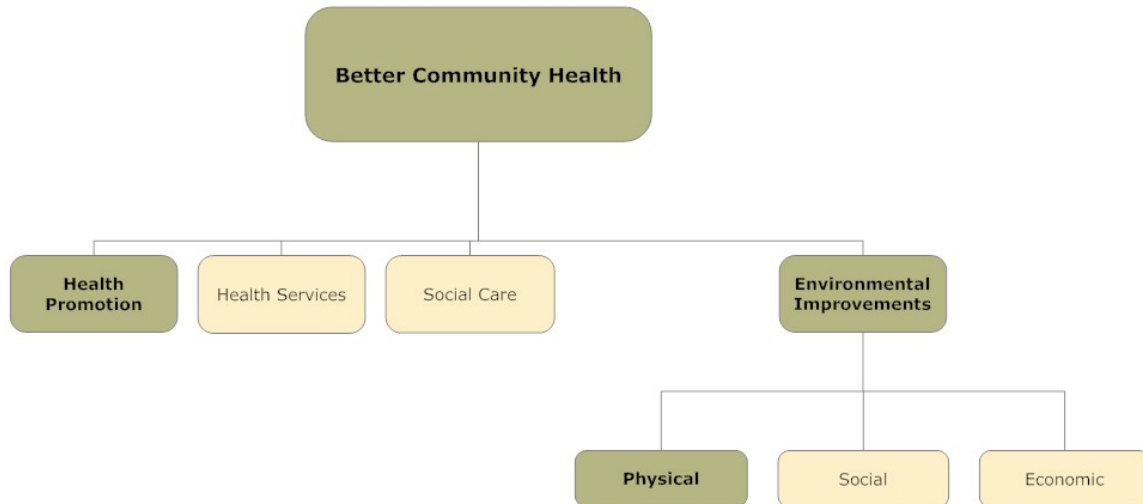 Better Community Health
Health
Promotion
Health Services
Social Care
Environmental
Improvements
Physical
Social
Economic